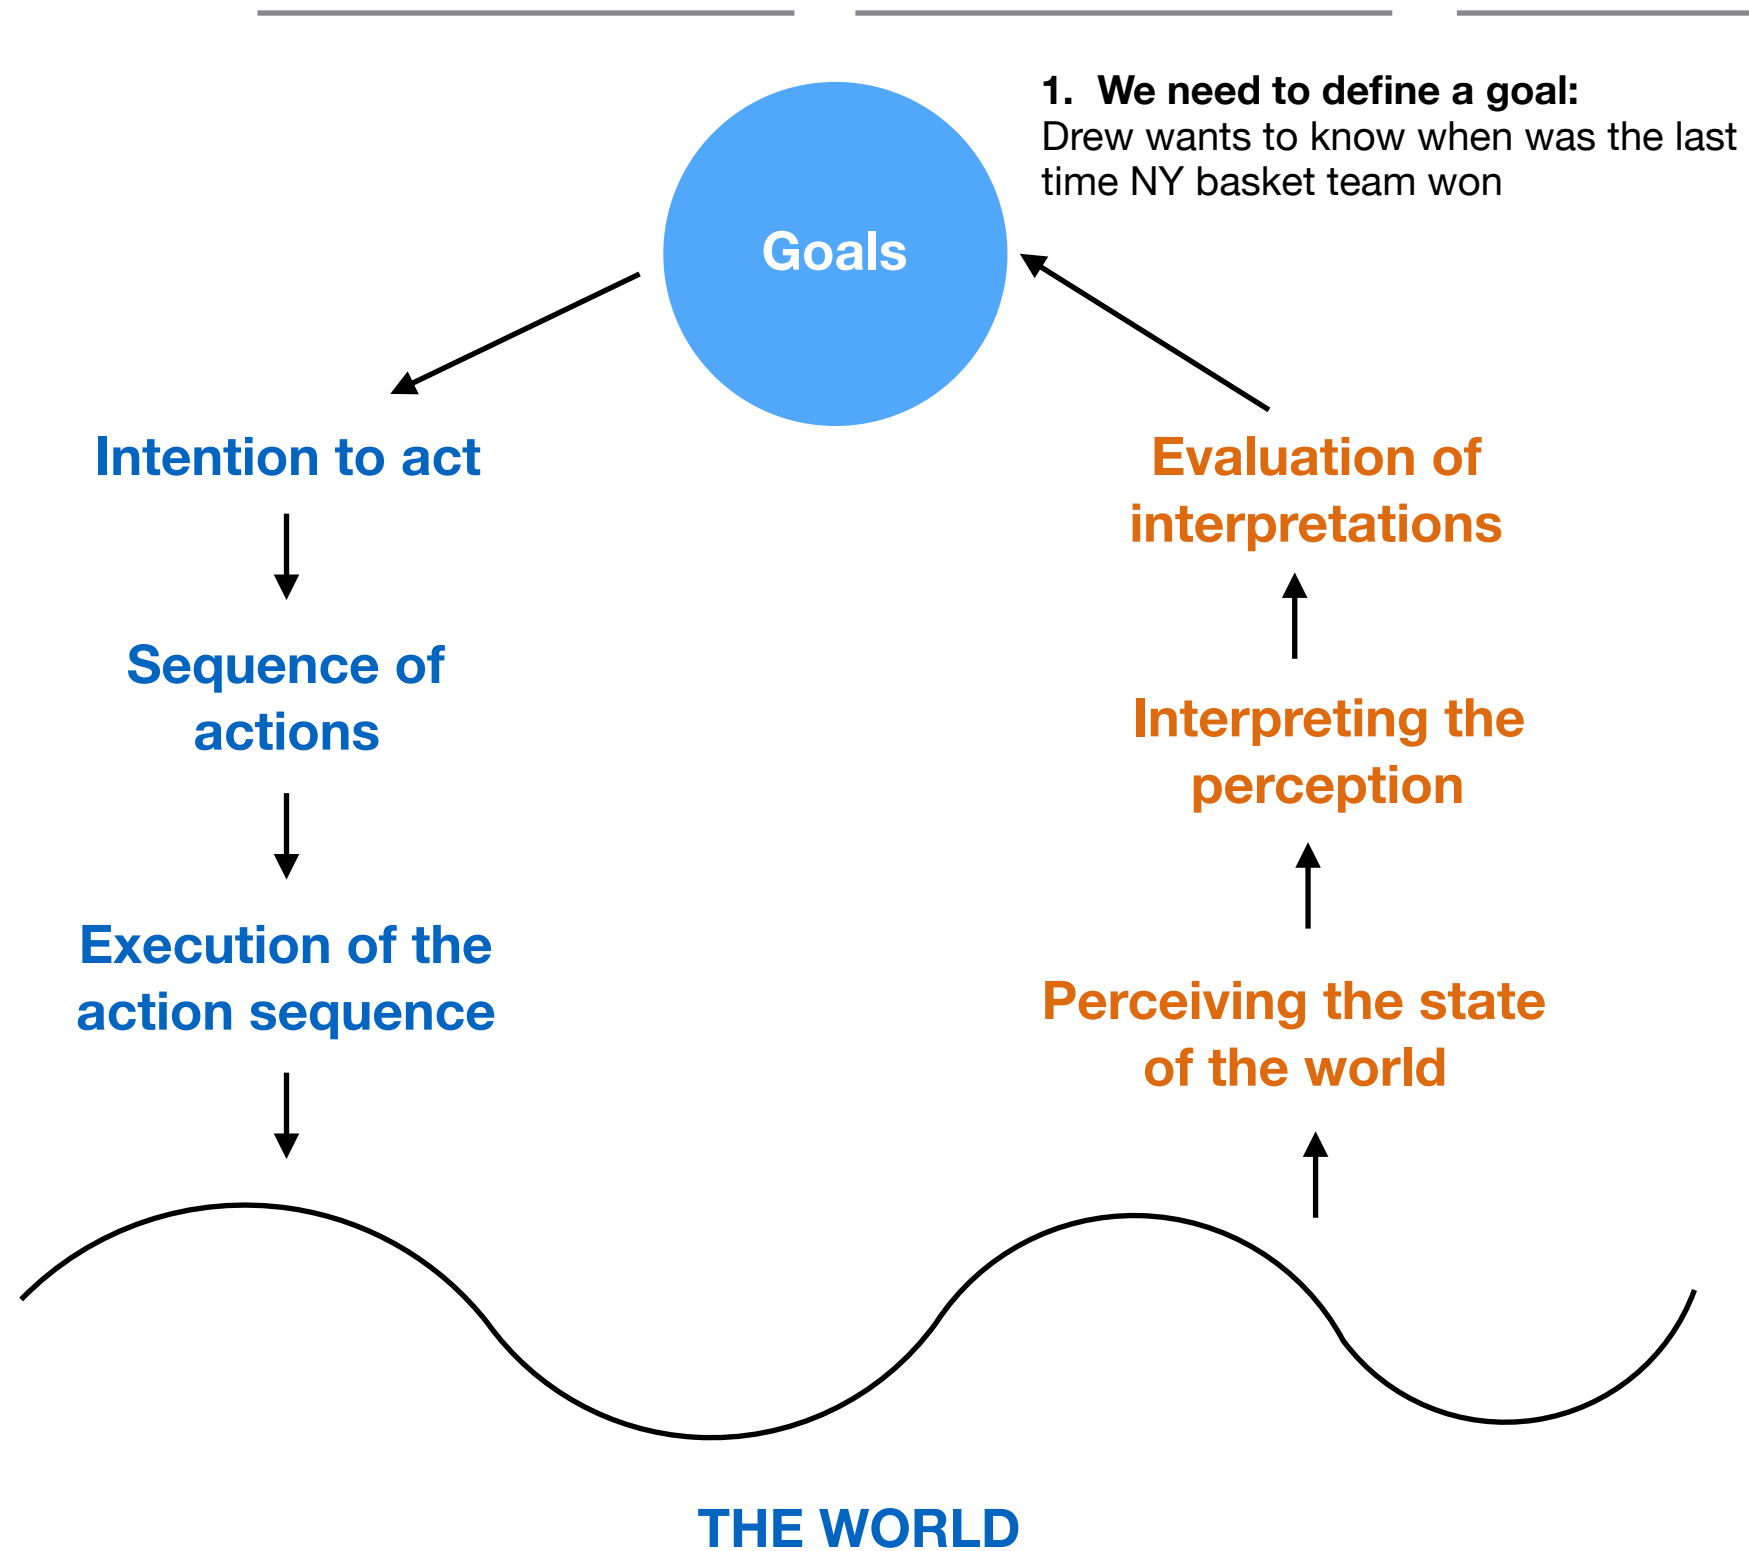 1. We need to define a goal:
Drew wants to know when was the last
time NY basket team won
Goals
Intention to act
Sequence of
actions
Execution of the
action sequence
Evaluation of
interpretations
Interpreting the
perception
Perceiving the state
of the world
THE WORLD